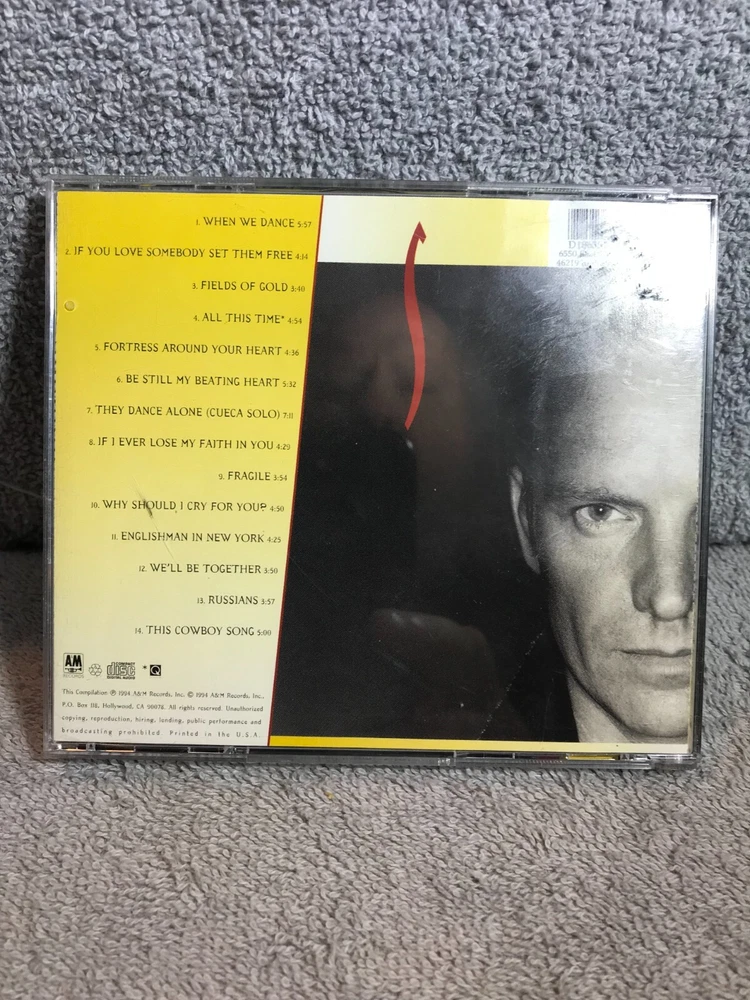 1. WHEN WE DANCE 5:57
2. IF YOU LOVE SOMEBODY SET THEM FREE 4:14
3. FIELDS OF GOLD 3:40
4. ALL THIS TIME* 4:54
5. FORTRESS AROUND YOUR HEART 4:36
6. BE STILL MY BEATING HEART 5:32
7. THEY DANCE ALONE (CUECA SOLO) 7:11
8. IF I EVER LOSE MY FAITH IN YOU 4:29
9. FRAGILE 3:54
10. WHY SHOULD I CRY FOR YOU? 4:50
11. ENGLISHMAN IN NEW YORK 4:25
12. WE'LL BE TOGETHER 3:50
13. RUSSIANS 3:57
14. THIS COWBOY SONG 5:00
AM
RECORDS
COMPACT
disc
DIGITAL AUDIO
* Q
This Compilation ℗ 1994 A&M Records, Inc. © 1994 A&M Records, Inc.,
P.O. Box 118, Hollywood, CA 90078. All rights reserved. Unauthorized
copying, reproduction, hiring, lending, public performance and
broadcasting prohibited. Printed in the U.S.A.